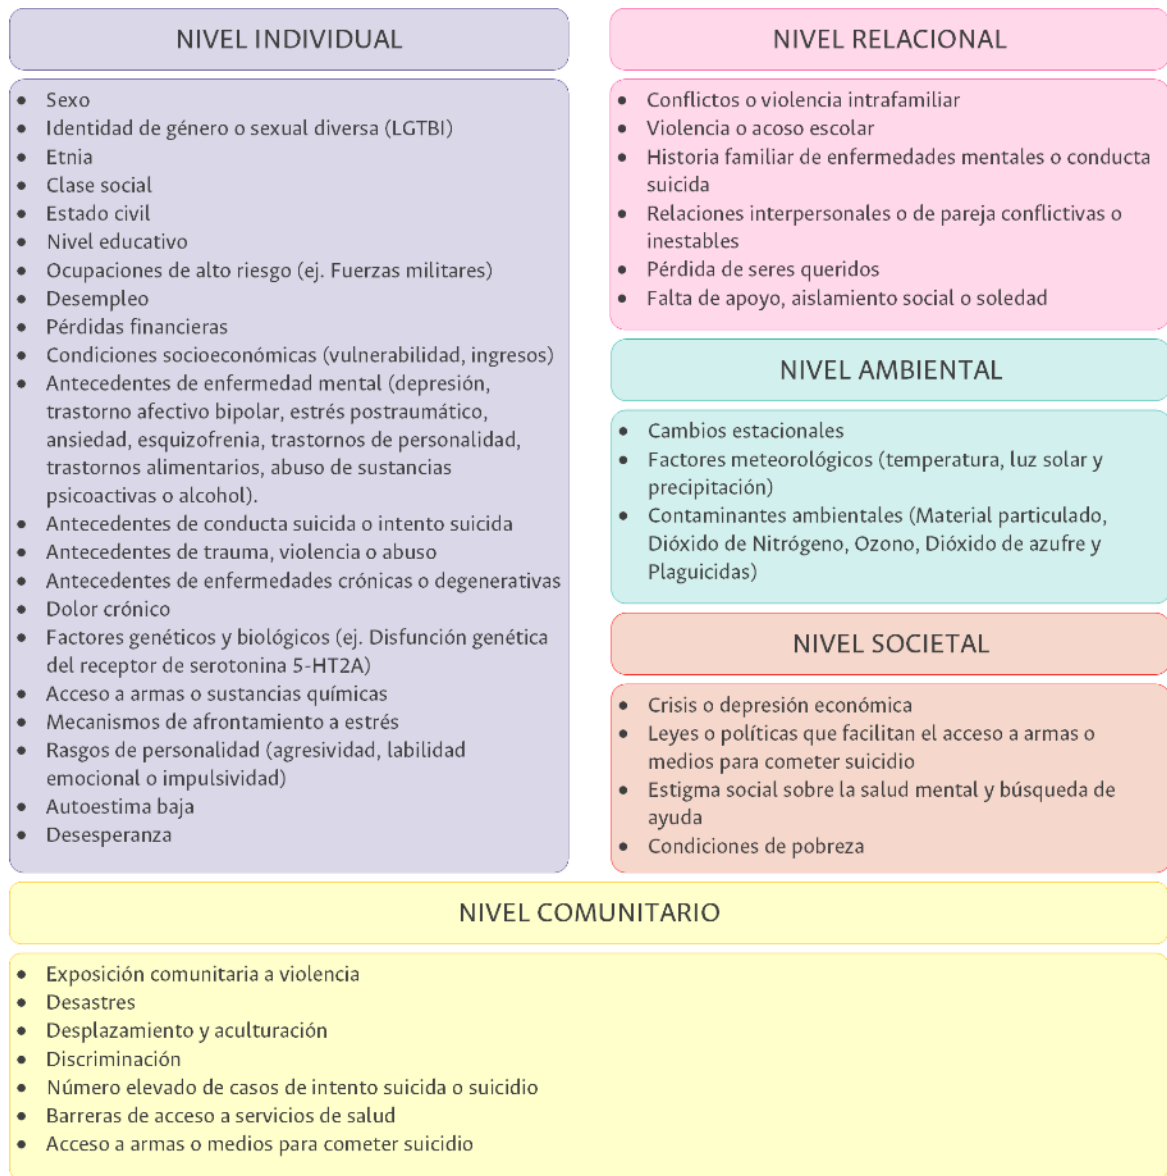 NIVEL INDIVIDUAL
• Sexo
• Identidad de género o sexual diversa (LGTBI)
• Etnia
• Clase social
• Estado civil
• Nivel educativo
• Ocupaciones de alto riesgo (ej. Fuerzas militares)
• Desempleo
• Pérdidas financieras
• Condiciones socioeconómicas (vulnerabilidad, ingresos)
• Antecedentes de enfermedad mental (depresión,
trastorno afectivo bipolar, estrés postraumático,
ansiedad, esquizofrenia, trastornos de personalidad,
trastornos alimentarios, abuso de sustancias
psicoactivas o alcohol).
• Antecedentes de conducta suicida o intento suicida
• Antecedentes de trauma, violencia o abuso
• Antecedentes de enfermedades crónicas o degenerativas
• Dolor crónico
• Factores genéticos y biológicos (ej. Disfunción genética
del receptor de serotonina 5-HT2A)
• Acceso a armas o sustancias químicas
• Mecanismos de afrontamiento a estrés
• Rasgos de personalidad (agresividad, labilidad
emocional o impulsividad)
• Autoestima baja
• Desesperanza
NIVEL RELACIONAL
• Conflictos o violencia intrafamiliar
• Violencia o acoso escolar
• Historia familiar de enfermedades mentales o conducta
suicida
• Relaciones interpersonales o de pareja conflictivas o
inestables
• Pérdida de seres queridos
• Falta de apoyo, aislamiento social o soledad
NIVEL AMBIENTAL
• Cambios estacionales
• Factores meteorológicos (temperatura, luz solar y
precipitación)
• Contaminantes ambientales (Material particulado,
Dióxido de Nitrógeno, Ozono, Dióxido de azufre y
Plaguicidas)
NIVEL SOCIETAL
• Crisis o depresión económica
• Leyes o políticas que facilitan el acceso a armas o
medios para cometer suicidio
• Estigma social sobre la salud mental y búsqueda de
ayuda
• Condiciones de pobreza
NIVEL COMUNITARIO
• Exposición comunitaria a violencia
• Desastres
• Desplazamiento y aculturación
• Discriminación
• Número elevado de casos de intento suicida o suicidio
• Barreras de acceso a servicios de salud
• Acceso a armas o medios para cometer suicidio